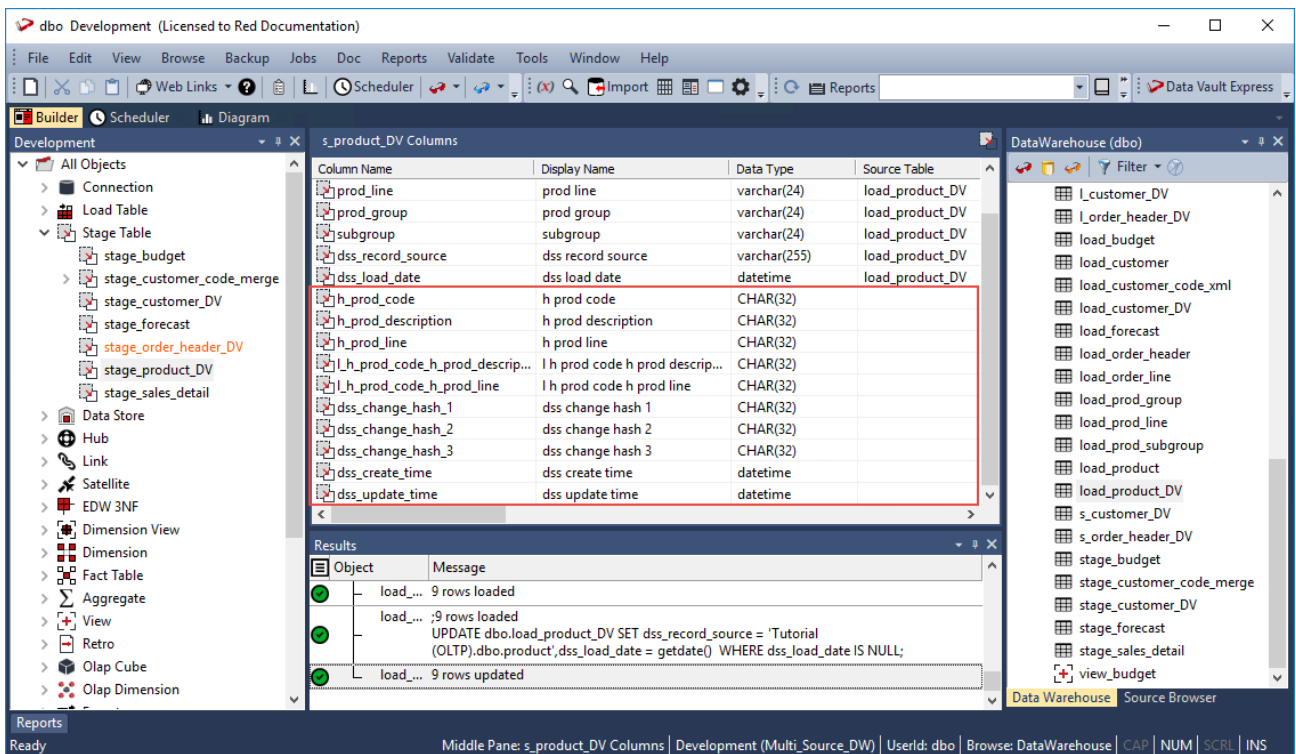 dbo Development (Licensed to Red Documentation)
File Edit View Browse Backup Jobs Doc Reports Validate Tools Window Help
Web Links Scheduler (x) Import Reports Data Vault Express
Builder Scheduler Diagram
Development
All Objects
Connection
Load Table
Stage Table
stage_budget
stage_customer_code_merge
stage_customer_DV
stage_forecast
stage_order_header_DV
stage_product_DV
stage_sales_detail
Data Store
Hub
Link
Satellite
EDW 3NF
Dimension View
Dimension
Fact Table
Aggregate
View
Retro
Olap Cube
Olap Dimension
s_product_DV Columns
Column Name Display Name Data Type Source Table
prod_line prod line varchar(24) load_product_DV
prod_group prod group varchar(24) load_product_DV
subgroup subgroup varchar(24) load_product_DV
dss_record_source dss record source varchar(255) load_product_DV
dss_load_date dss load date datetime load_product_DV
h_prod_code h prod code CHAR(32)
h_prod_description h prod description CHAR(32)
h_prod_line h prod line CHAR(32)
l_h_prod_code_h_prod_descrip... l h prod code h prod descrip... CHAR(32)
l_h_prod_code_h_prod_line l h prod code h prod line CHAR(32)
dss_change_hash_1 dss change hash 1 CHAR(32)
dss_change_hash_2 dss change hash 2 CHAR(32)
dss_change_hash_3 dss change hash 3 CHAR(32)
dss_create_time dss create time datetime
dss_update_time dss update time datetime
Results
Object Message
load_... 9 rows loaded
load_... ;9 rows loaded
UPDATE dbo.load_product_DV SET dss_record_source = 'Tutorial
(OLTP).dbo.product',dss_load_date = getdate() WHERE dss_load_date IS NULL;
load_... 9 rows updated
DataWarehouse (dbo)
Filter
l_customer_DV
l_order_header_DV
load_budget
load_customer
load_customer_code_xml
load_customer_DV
load_forecast
load_order_header
load_order_line
load_prod_group
load_prod_line
load_prod_subgroup
load_product
load_product_DV
s_customer_DV
s_order_header_DV
stage_budget
stage_customer_code_merge
stage_customer_DV
stage_forecast
stage_sales_detail
view_budget
Data Warehouse Source Browser
Reports
Ready Middle Pane: s_product_DV Columns Development (Multi_Source_DW) UserId: dbo Browse: DataWarehouse CAP NUM SCRL INS